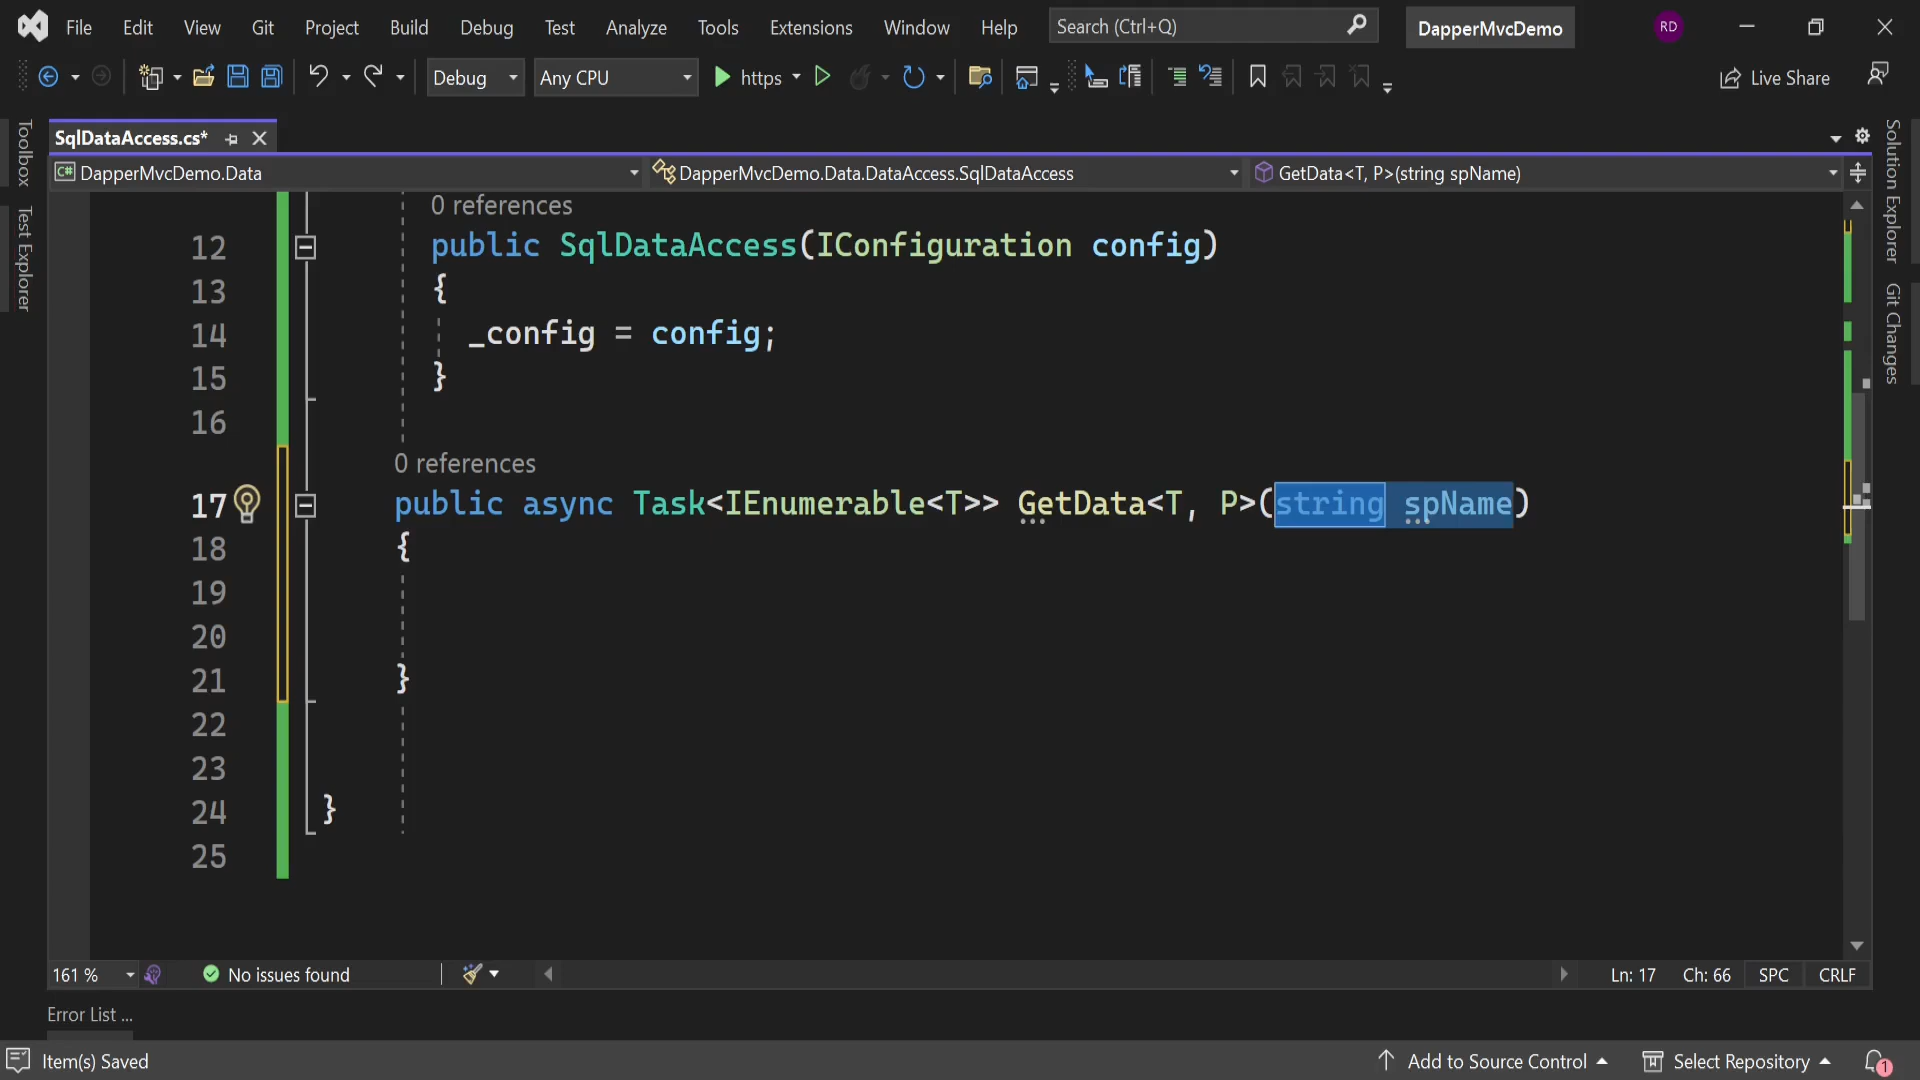 File Edit View Git Project Build Debug Test Analyze Tools Extensions Window Help Search (Ctrl+Q) DapperMvcDemo RD
Debug Any CPU https Live Share
SqlDataAccess.cs*
DapperMvcDemo.Data DapperMvcDemo.Data.DataAccess.SqlDataAccess GetData<T, P>(string spName)
Toolbox
Test Explorer
Solution Explorer
Git Changes
0 references
12 public SqlDataAccess(IConfiguration config)
13 {
14 _config = config;
15 }
16
0 references
17 public async Task<IEnumerable<T>> GetData<T, P>(string spName)
18 {
19
20
21 }
22
23
24 }
25
161 % No issues found Ln: 17 Ch: 66 SPC CRLF
Error List ...
Item(s) Saved Add to Source Control Select Repository 1